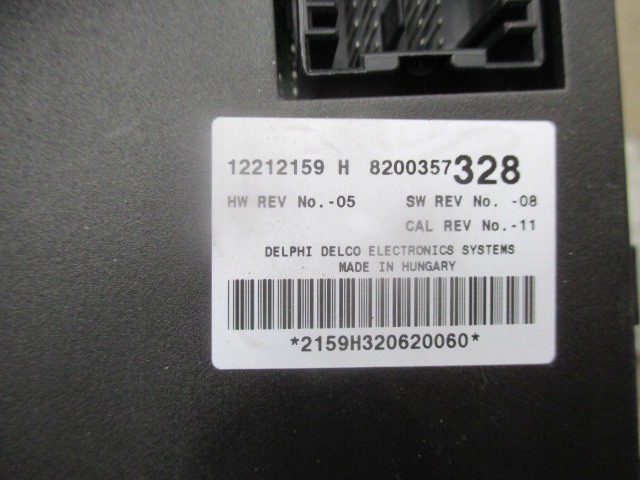 12212159 H 8200357328
HW REV No.-05 SW REV No. -08
CAL REV No.-11
DELPHI DELCO ELECTRONICS SYSTEMS
MADE IN HUNGARY
*2159H320620060*